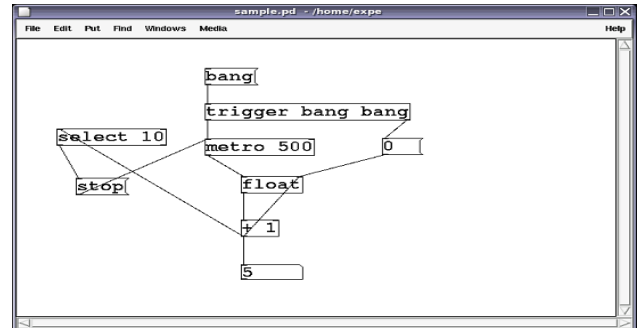 sample.pd - /home/expe
File Edit Put Find Windows Media Help
bang
trigger bang bang
select 10
metro 500
0
stop
float
+ 1
5